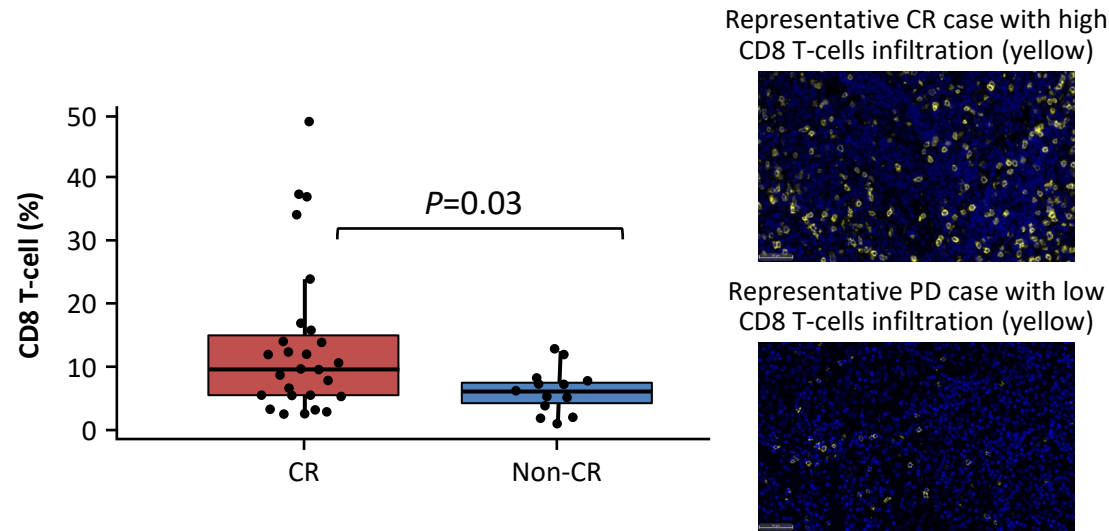 Representative CR case with high
CD8 T-cells infiltration (yellow)
50
40
30
20
10
0
CD8 T-cell (%)
P=0.03
CR
Non-CR
Representative PD case with low
CD8 T-cells infiltration (yellow)